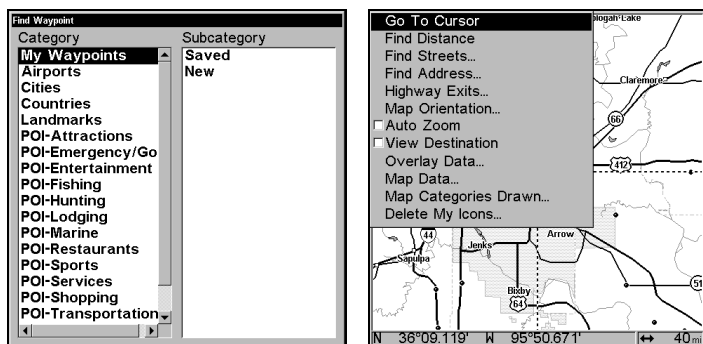 Find Waypoint
Category
Subcategory
My Waypoints
Airports
Cities
Countries
Landmarks
POI-Attractions
POI-Emergency/Go
POI-Entertainment
POI-Fishing
POI-Hunting
POI-Lodging
POI-Marine
POI-Restaurants
POI-Sports
POI-Services
POI-Shopping
POI-Transportation
Saved
New
Go To Cursor
Find Distance
Find Streets...
Find Address...
Highway Exits...
Map Orientation...
Auto Zoom
View Destination
Overlay Data...
Map Data...
Map Categories Drawn...
Delete My Icons...
Lake
Claremore
66
412
44
Arrow
Jenks
Sapulpa
51
Bixby
64
N 36°09.119' W 95°50.671' ↔ 40 mi